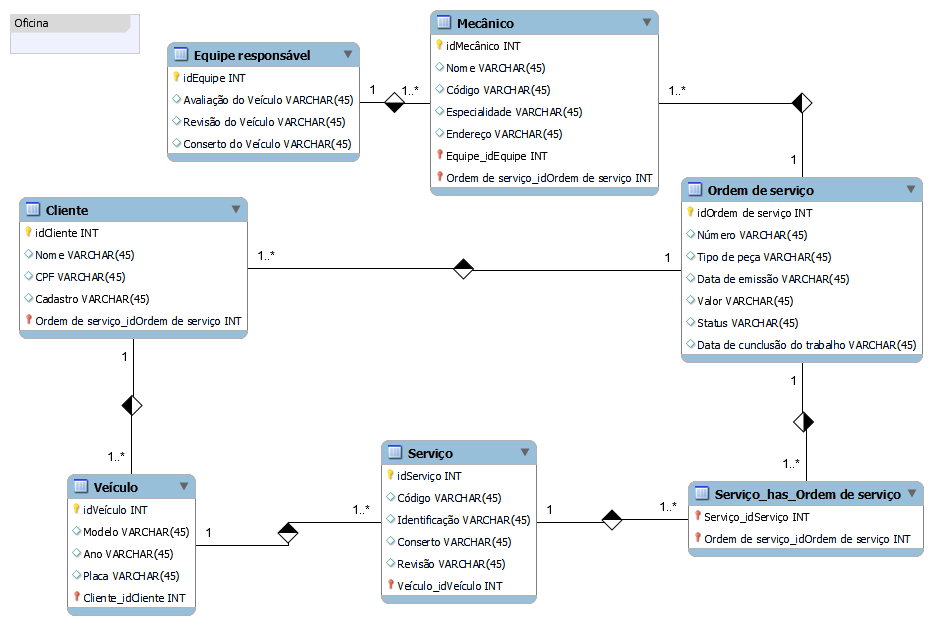 Oficina
Equipe responsável
idEquipe INT
Avaliação do Veículo VARCHAR(45)
Revisão do Veículo VARCHAR(45)
Conserto do Veículo VARCHAR(45)
1
1..*
Mecânico
idMecânico INT
Nome VARCHAR(45)
Código VARCHAR(45)
Especialidade VARCHAR(45)
Endereço VARCHAR(45)
Equipe_idEquipe INT
Ordem de serviço_idOrdem de serviço INT
1..*
1
Ordem de serviço
idOrdem de serviço INT
Número VARCHAR(45)
Tipo de peça VARCHAR(45)
Data de emissão VARCHAR(45)
Valor VARCHAR(45)
Status VARCHAR(45)
Data de cunclusão do trabalho VARCHAR(45)
Cliente
idCliente INT
Nome VARCHAR(45)
CPF VARCHAR(45)
Cadastro VARCHAR(45)
Ordem de serviço_idOrdem de serviço INT
1..*
1
1
1..*
Veículo
idVeículo INT
Modelo VARCHAR(45)
Ano VARCHAR(45)
Placa VARCHAR(45)
Cliente_idCliente INT
1
1..*
Serviço
idServiço INT
Código VARCHAR(45)
Identificação VARCHAR(45)
Conserto VARCHAR(45)
Revisão VARCHAR(45)
Veículo_idVeículo INT
1
1..*
1
1..*
Serviço_has_Ordem de serviço
Serviço_idServiço INT
Ordem de serviço_idOrdem de serviço INT